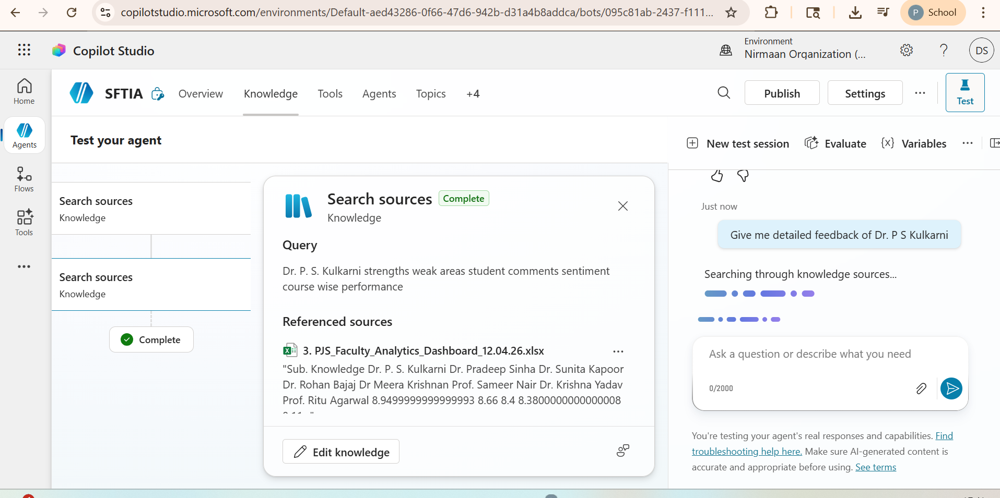 copilotstudio.microsoft.com/environments/Default-aed43286-0f66-47d6-942b-d31a4b8addca/bots/095c81ab-2437-f111...
P School
Copilot Studio
Environment
Nirmaan Organization (...
DS
Home
Agents
Flows
Tools
SFTIA
Overview
Knowledge
Tools
Agents
Topics
+4
Publish
Settings
Test
Test your agent
New test session
Evaluate
Variables
Search sources
Knowledge
Search sources
Knowledge
Complete
Search sources
Complete
Knowledge
Query
Dr. P. S. Kulkarni strengths weak areas student comments sentiment
course wise performance
Referenced sources
3. PJS_Faculty_Analytics_Dashboard_12.04.26.xlsx
"Sub. Knowledge Dr. P. S. Kulkarni Dr. Pradeep Sinha Dr. Sunita Kapoor
Dr. Rohan Bajaj Dr Meera Krishnan Prof. Sameer Nair Dr. Krishna Yadav
Prof. Ritu Agarwal 8.9499999999999993 8.66 8.4 8.3800000000000008
Edit knowledge
Just now
Give me detailed feedback of Dr. P S Kulkarni
Searching through knowledge sources...
Ask a question or describe what you need
0/2000
You're testing your agent's real responses and capabilities. Find
troubleshooting help here. Make sure AI-generated content is
accurate and appropriate before using. See terms